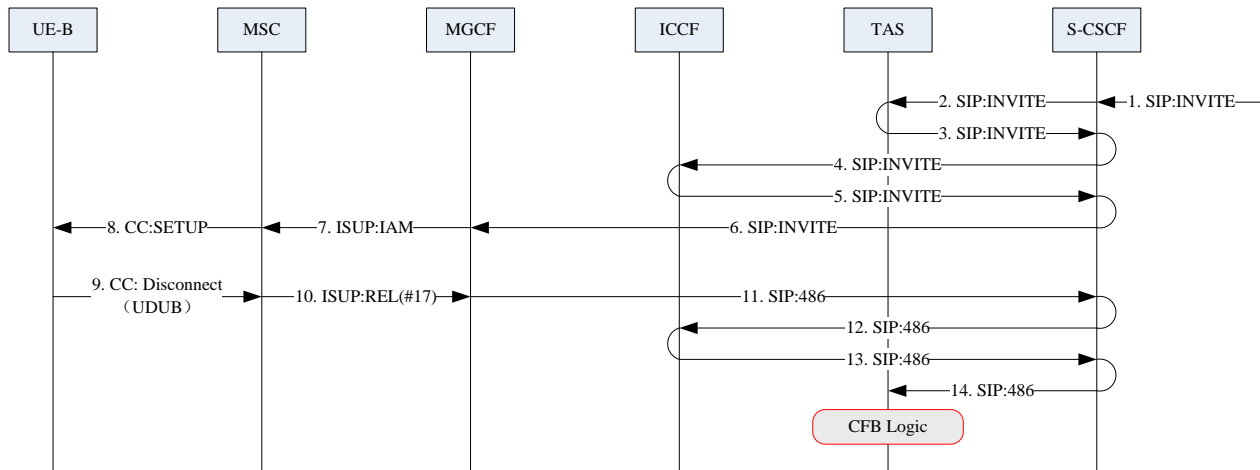 UE-B
MSC
MGCF
ICCF
TAS
S-CSCF
2. SIP:INVITE
1. SIP:INVITE
3. SIP:INVITE
4. SIP:INVITE
5. SIP:INVITE
8. CC:SETUP
7. ISUP:IAM
6. SIP:INVITE
9. CC: Disconnect
（UDUB）
10. ISUP:REL(#17)
11. SIP:486
12. SIP:486
13. SIP:486
14. SIP:486
CFB Logic